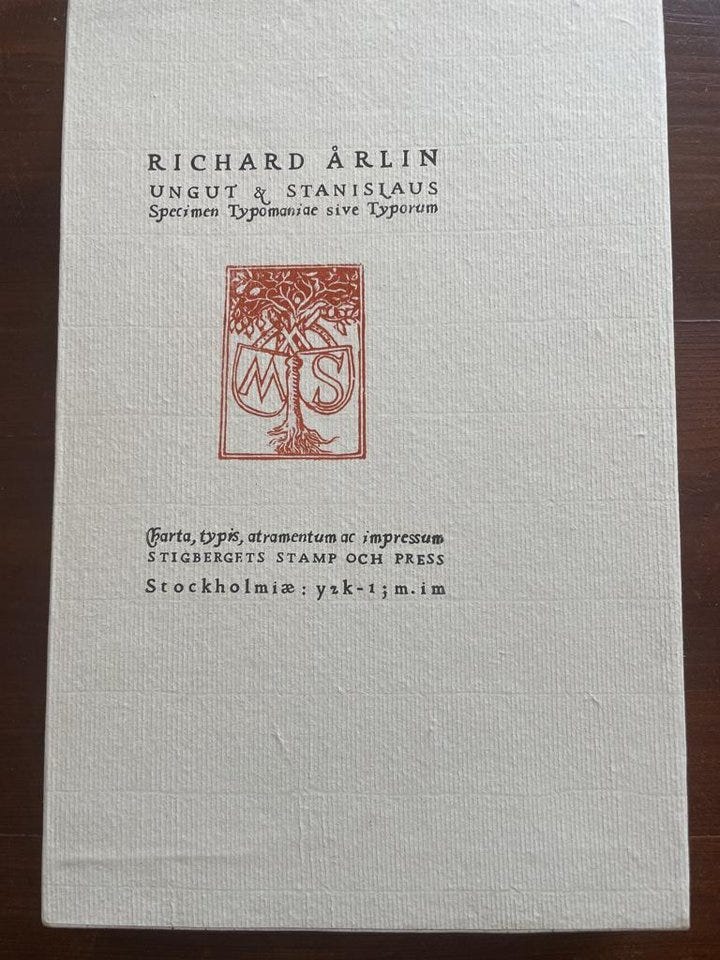 RICHARD ÅRLIN
UNGUT & STANISLAUS
Specimen Typomaniae sive Typorum
M S
Charta, typis, atramentum ac impressum
STIGBERGETS STAMP OCH PRESS
Stockholmiæ: y2k-1; m.im